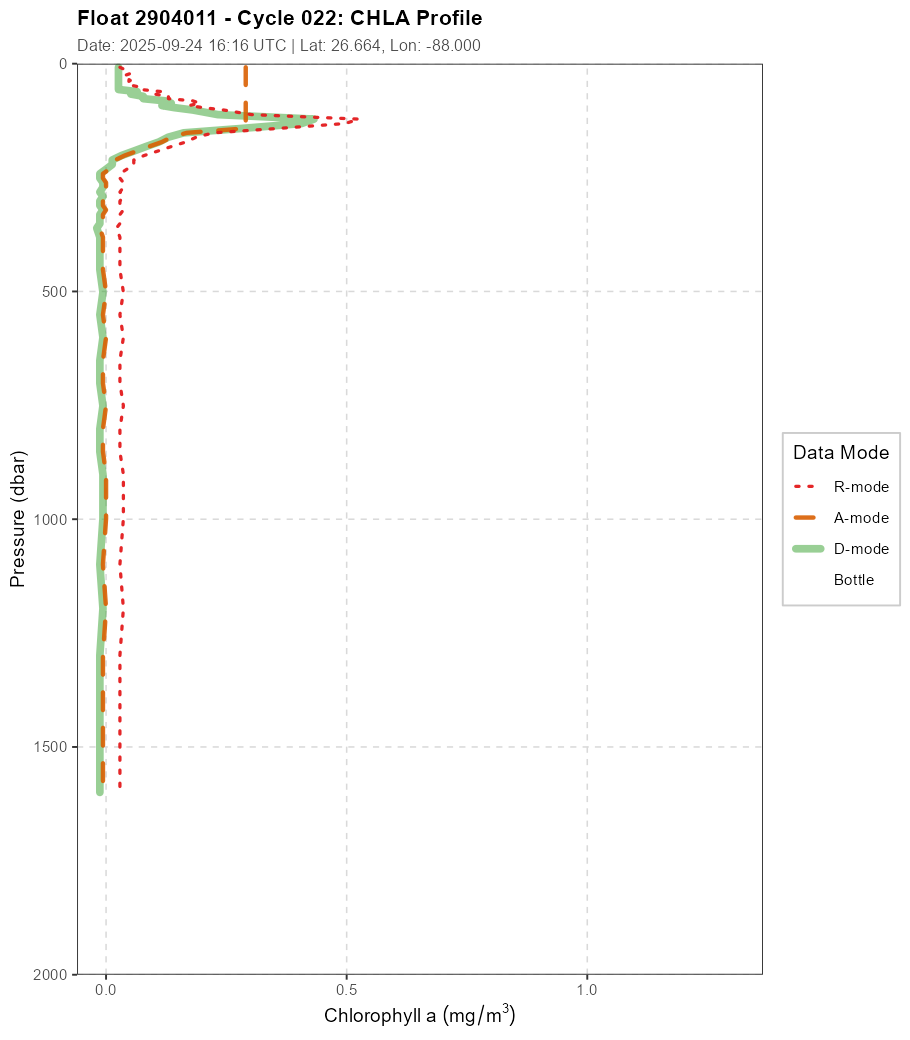 Float 2904011 - Cycle 022: CHLA Profile
Date: 2025-09-24 16:16 UTC | Lat: 26.664, Lon: -88.000
0
500
1000
1500
2000
Pressure (dbar)
0.0 0.5 1.0
Chlorophyll a (mg/m³)
Data Mode
R-mode
A-mode
D-mode
Bottle